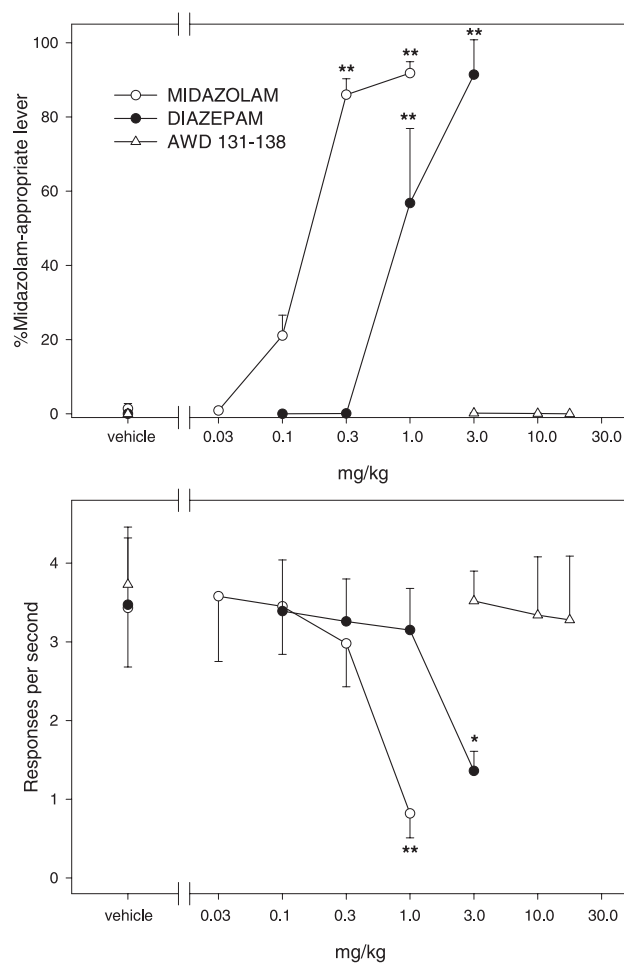 100
**
**
**
80
MIDAZOLAM
DIAZEPAM
AWD 131-138
**
60
40
20
0
%Midazolam-appropriate lever
vehicle 0.03 0.1 0.3 1.0 3.0 10.0 30.0
mg/kg
4
3
2
1
0
Responses per second
*
**
vehicle 0.03 0.1 0.3 1.0 3.0 10.0 30.0
mg/kg